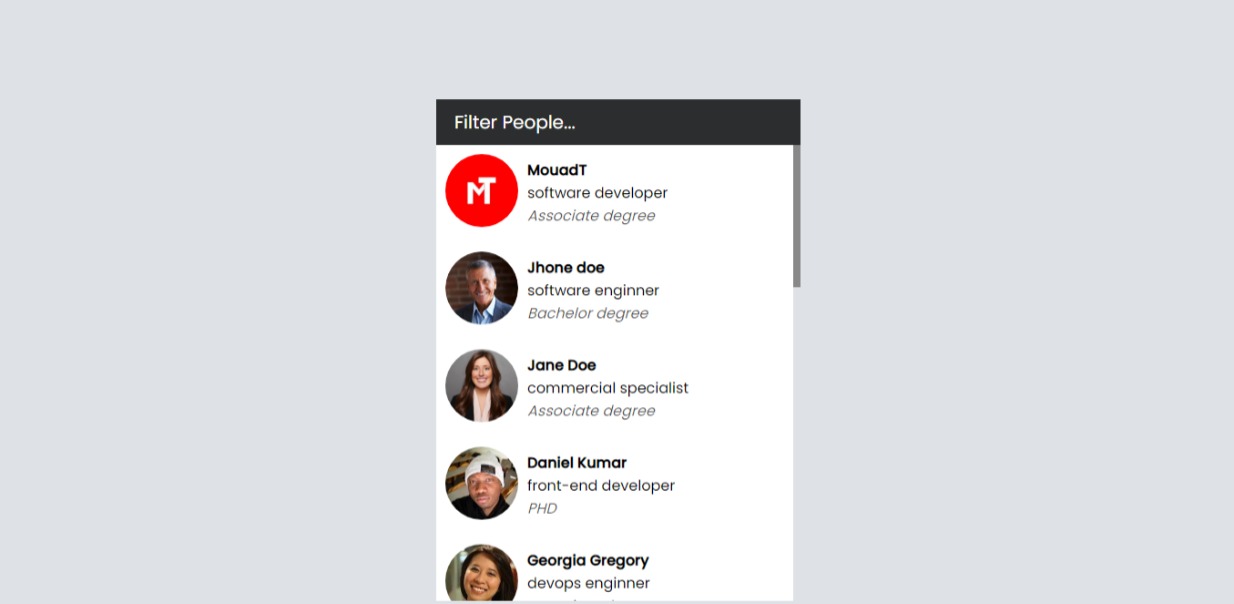 Filter People...
MT
MouadT
software developer
Associate degree
Jhone doe
software enginner
Bachelor degree
Jane Doe
commercial specialist
Associate degree
Daniel Kumar
front-end developer
PHD
Georgia Gregory
devops enginner